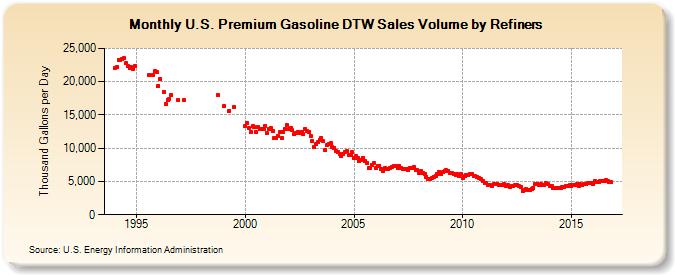 Monthly U.S. Premium Gasoline DTW Sales Volume by Refiners
Thousand Gallons per Day
25,000
20,000
15,000
10,000
5,000
0
1995 2000 2005 2010 2015
Source: U.S. Energy Information Administration